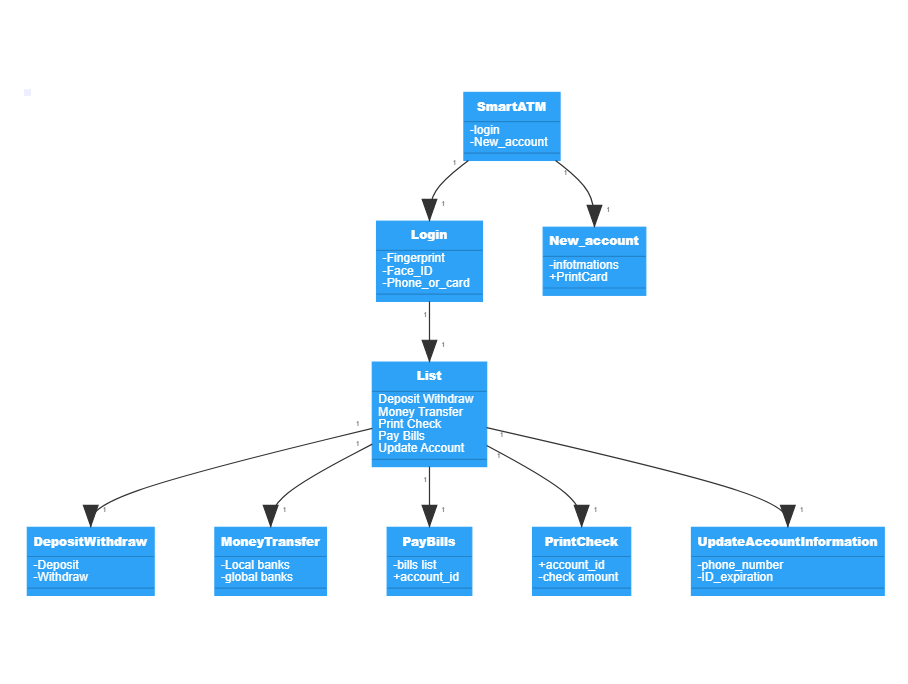 SmartATM
-login
-New_account
1
1
1
1
Login
-Fingerprint
-Face_ID
-Phone_or_card
New_account
-infotmations
+PrintCard
1
1
List
Deposit Withdraw
Money Transfer
Print Check
Pay Bills
Update Account
1
1
1
1
1
1
1
1
1
1
DepositWithdraw
-Deposit
-Withdraw
MoneyTransfer
-Local banks
-global banks
PayBills
-bills list
+account_id
PrintCheck
+account_id
-check amount
UpdateAccountInformation
-phone_number
-ID_expiration